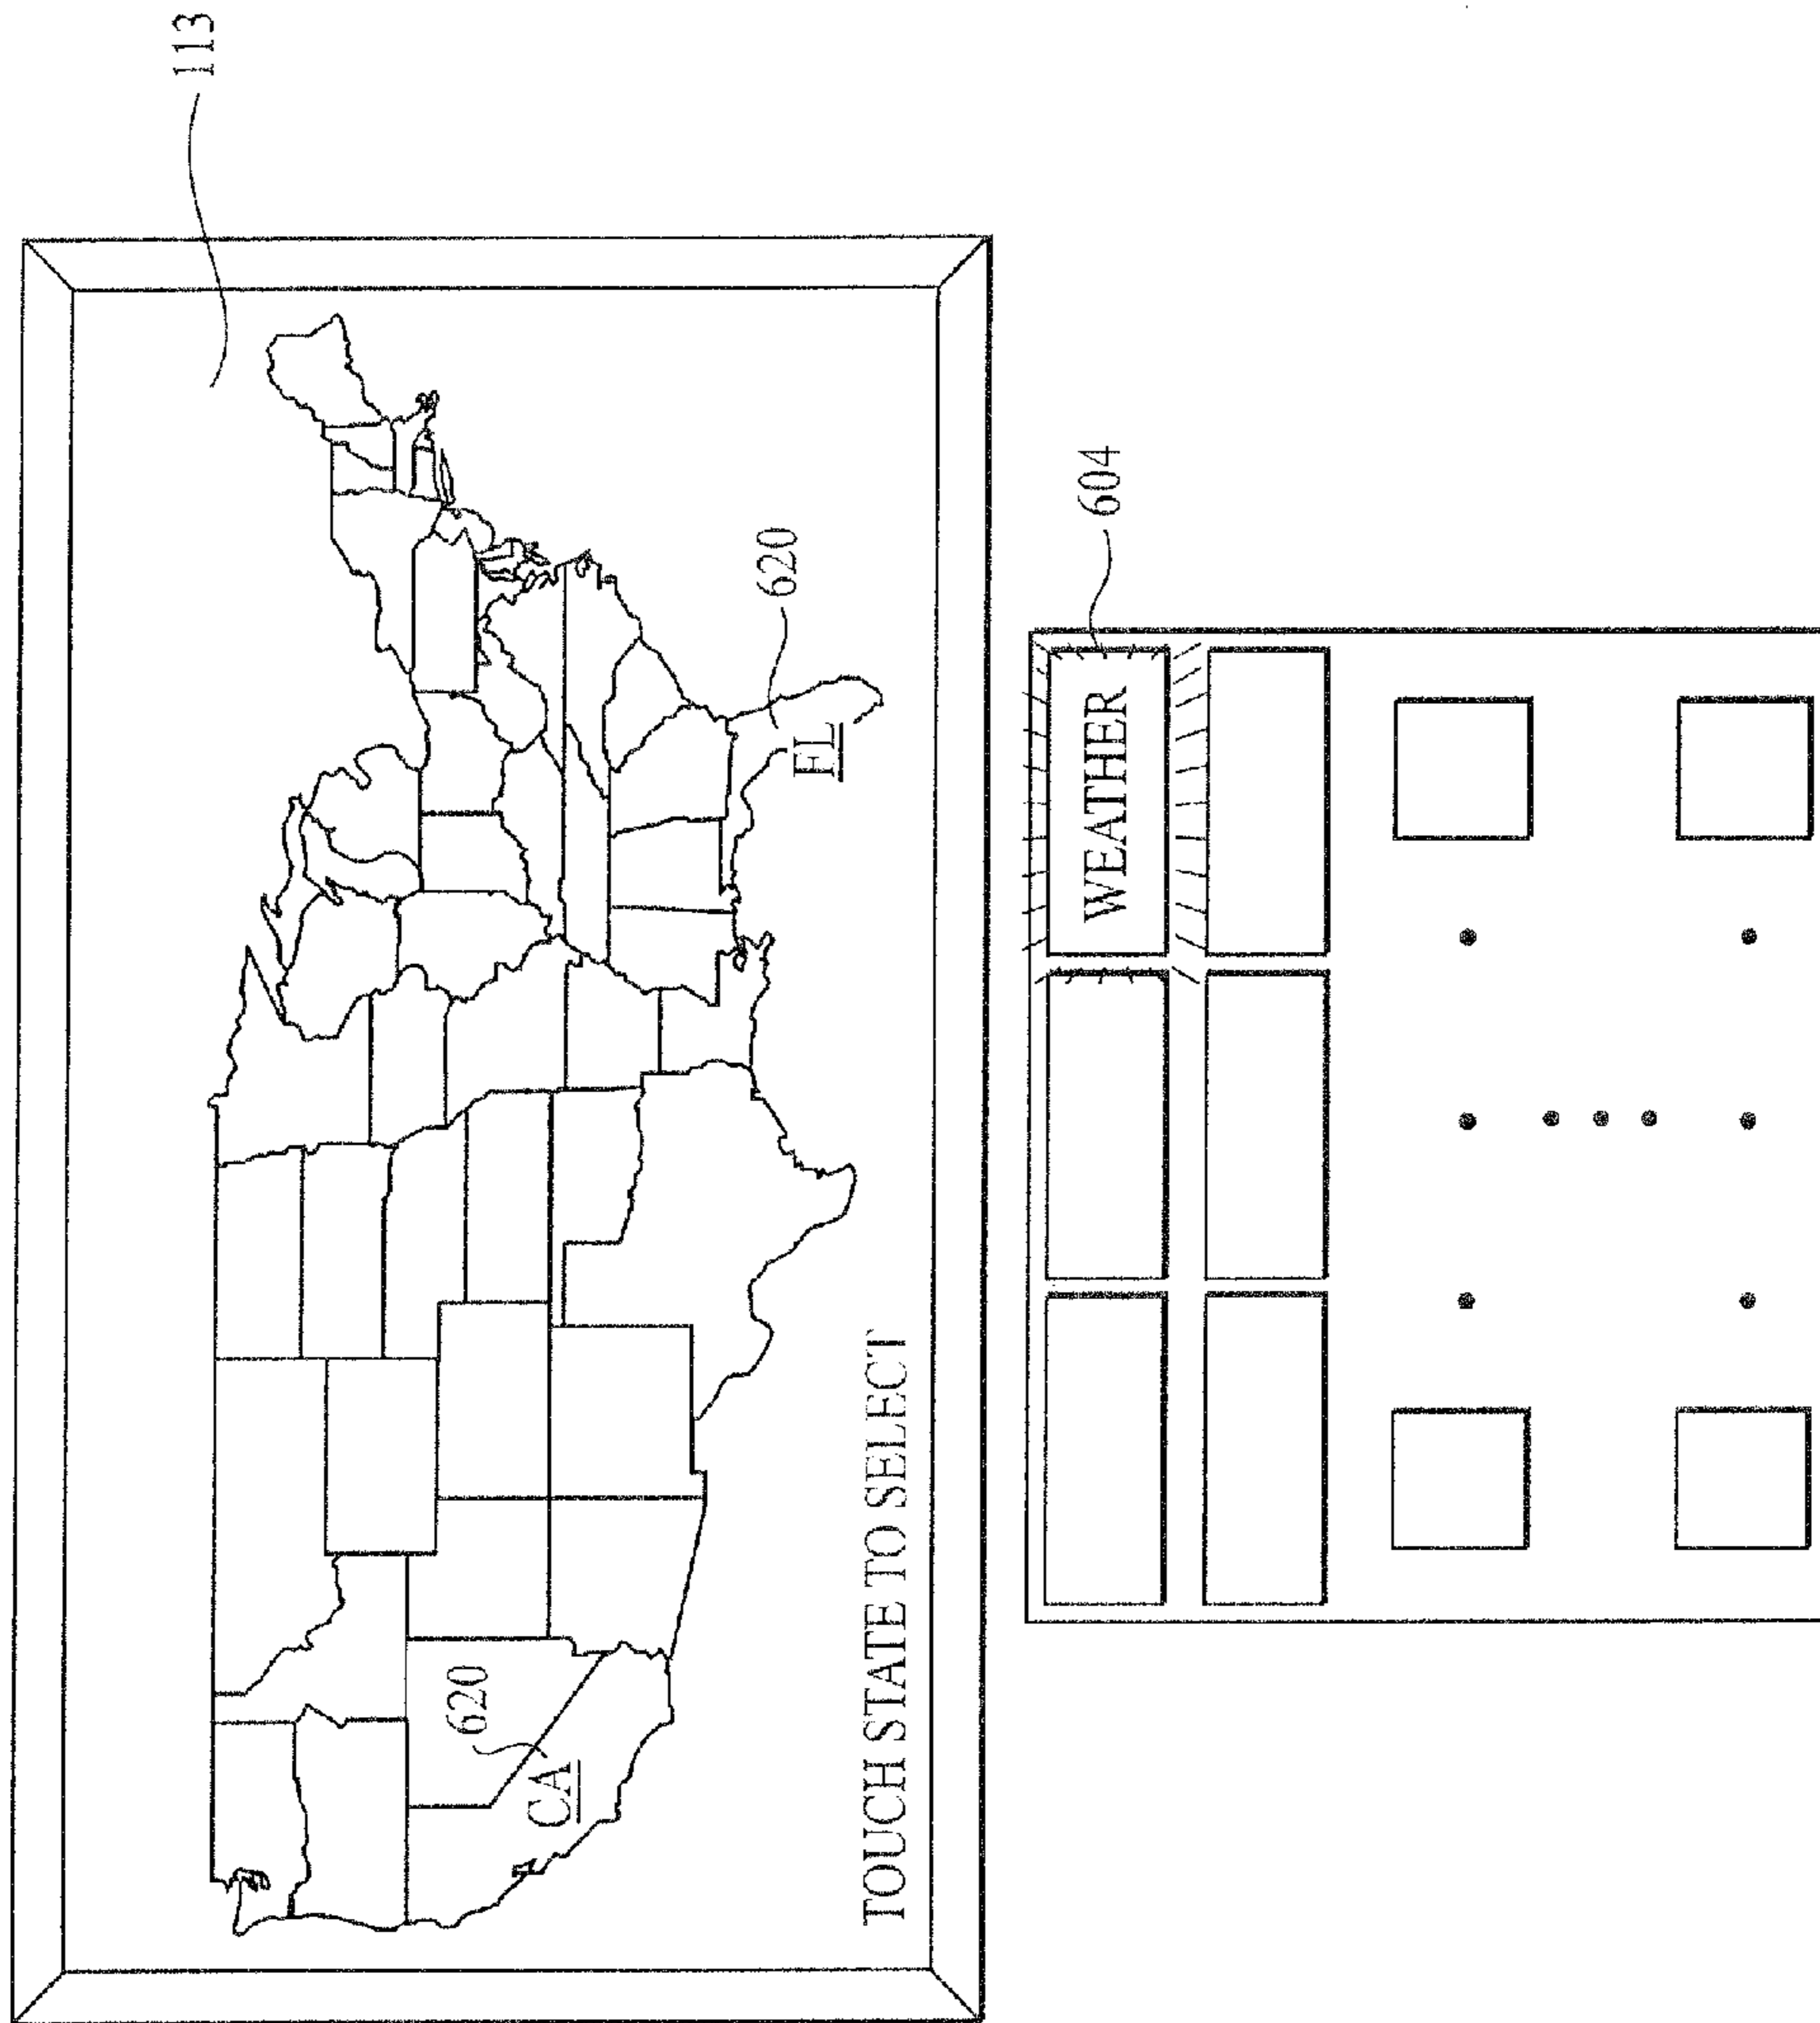 113
620
FL
620
CA
TOUCH STATE TO SELECT
604
WEATHER